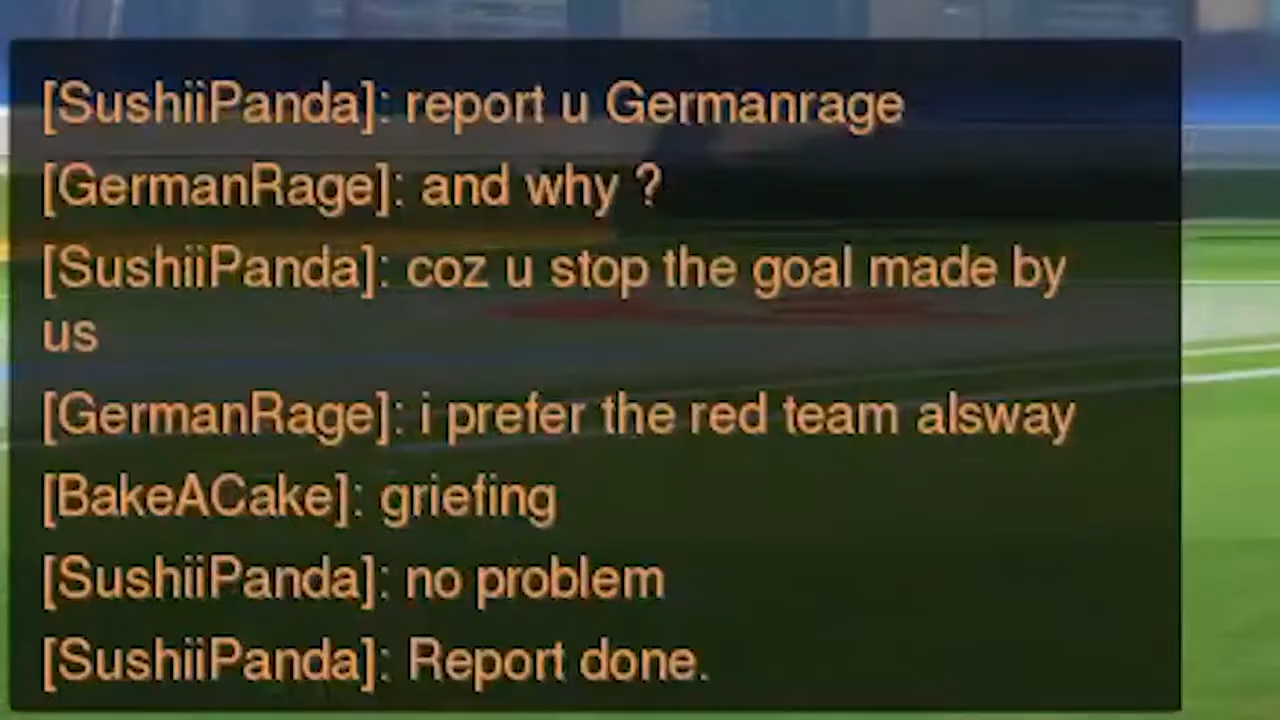 [SushiiPanda]: report u Germanrage
[GermanRage]: and why ?
[SushiiPanda]: coz u stop the goal made by
us
[GermanRage]: i prefer the red team alsway
[BakeACake]: griefing
[SushiiPanda]: no problem
[SushiiPanda]: Report done.